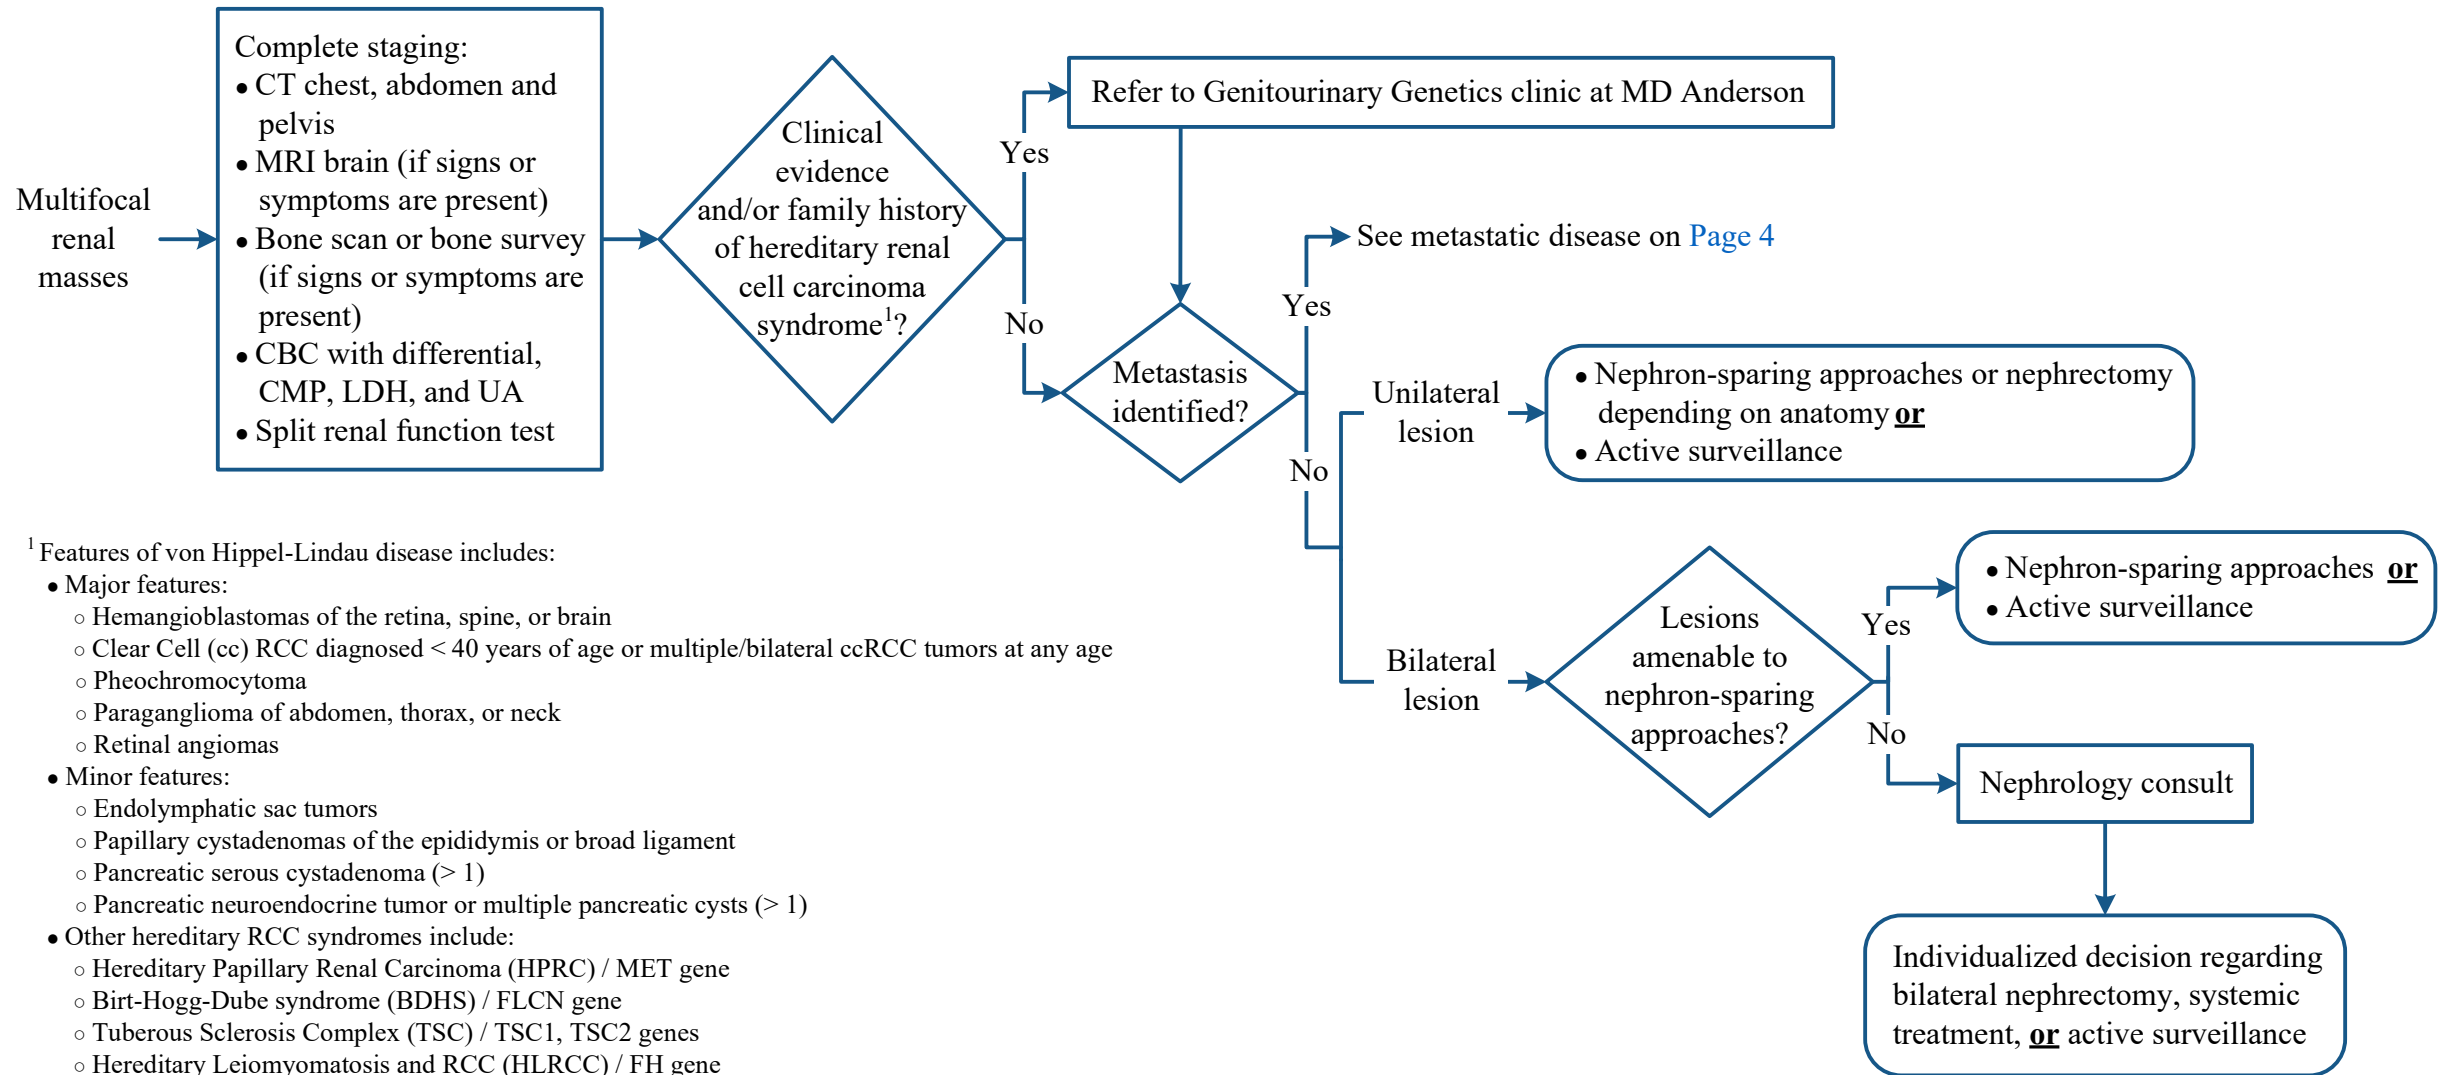 Multifocal
renal
masses
Complete staging:
● CT chest, abdomen and
pelvis
● MRI brain (if signs or
symptoms are present)
● Bone scan or bone survey
(if signs or symptoms are
present)
● CBC with differential,
CMP, LDH, and UA
● Split renal function test
Clinical
evidence
and/or family history
of hereditary renal
cell carcinoma
syndrome1?
Yes
No
Refer to Genitourinary Genetics clinic at MD Anderson
Metastasis
identified?
Yes
No
See metastatic disease on Page 4
Unilateral
lesion
● Nephron-sparing approaches or nephrectomy
depending on anatomy or
● Active surveillance
Bilateral
lesion
Lesions
amenable to
nephron-sparing
approaches?
Yes
No
● Nephron-sparing approaches or
● Active surveillance
Nephrology consult
Individualized decision regarding
bilateral nephrectomy, systemic
treatment, or active surveillance
1 Features of von Hippel-Lindau disease includes:
● Major features:
○ Hemangioblastomas of the retina, spine, or brain
○ Clear Cell (cc) RCC diagnosed < 40 years of age or multiple/bilateral ccRCC tumors at any age
○ Pheochromocytoma
○ Paraganglioma of abdomen, thorax, or neck
○ Retinal angiomas
● Minor features:
○ Endolymphatic sac tumors
○ Papillary cystadenomas of the epididymis or broad ligament
○ Pancreatic serous cystadenoma (> 1)
○ Pancreatic neuroendocrine tumor or multiple pancreatic cysts (> 1)
● Other hereditary RCC syndromes include:
○ Hereditary Papillary Renal Carcinoma (HPRC) / MET gene
○ Birt-Hogg-Dube syndrome (BDHS) / FLCN gene
○ Tuberous Sclerosis Complex (TSC) / TSC1, TSC2 genes
○ Hereditary Leiomyomatosis and RCC (HLRCC) / FH gene